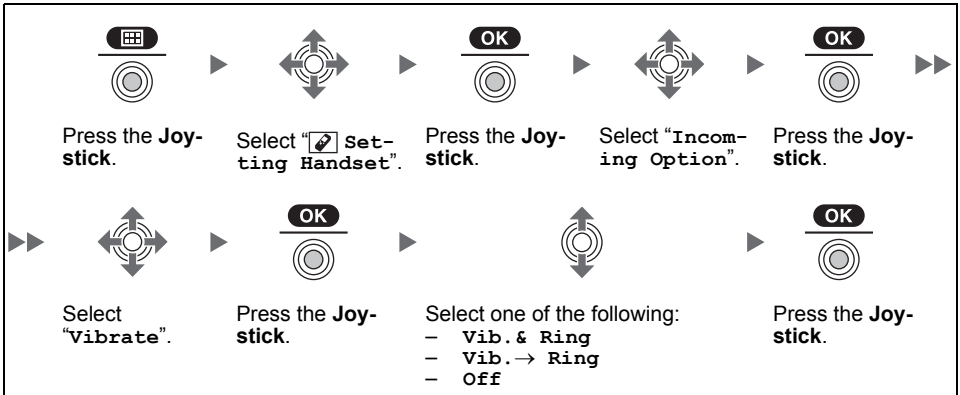 OK
OK
Press the Joy-
stick.
Select " Set-
ting Handset".
Press the Joy-
stick.
Select "Incom-
ing Option".
Press the Joy-
stick.
OK
OK
Select
"Vibrate".
Press the Joy-
stick.
Select one of the following:
– Vib.& Ring
– Vib.→ Ring
– Off
Press the Joy-
stick.